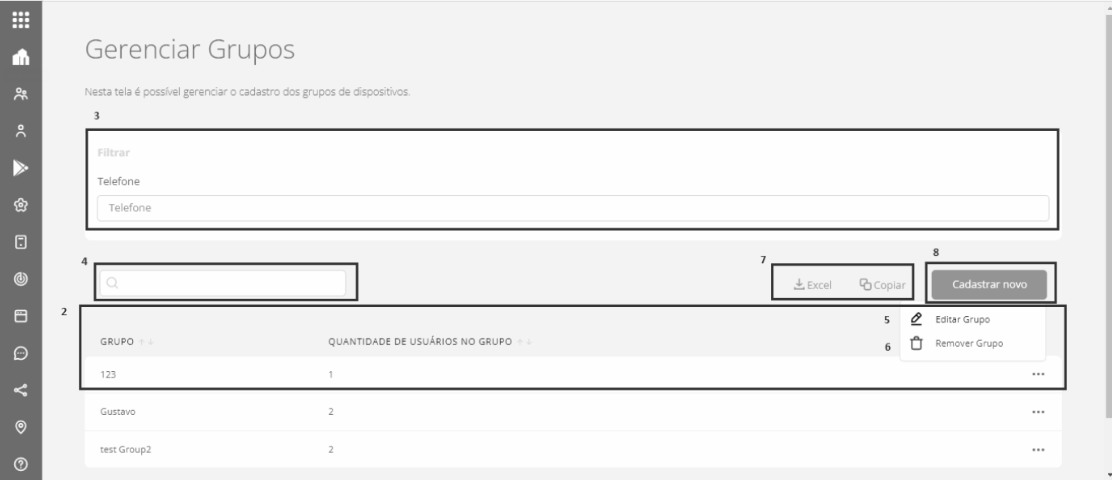 Gerenciar Grupos
Nesta tela é possível gerenciar o cadastro dos grupos de dispositivos.
3
Filtrar
Telefone
Telefone
4
7
8
Excel
Copiar
Cadastrar novo
2
5
Editar Grupo
GRUPO
QUANTIDADE DE USUÁRIOS NO GRUPO
6
Remover Grupo
123
1
Gustavo
2
test Group2
2